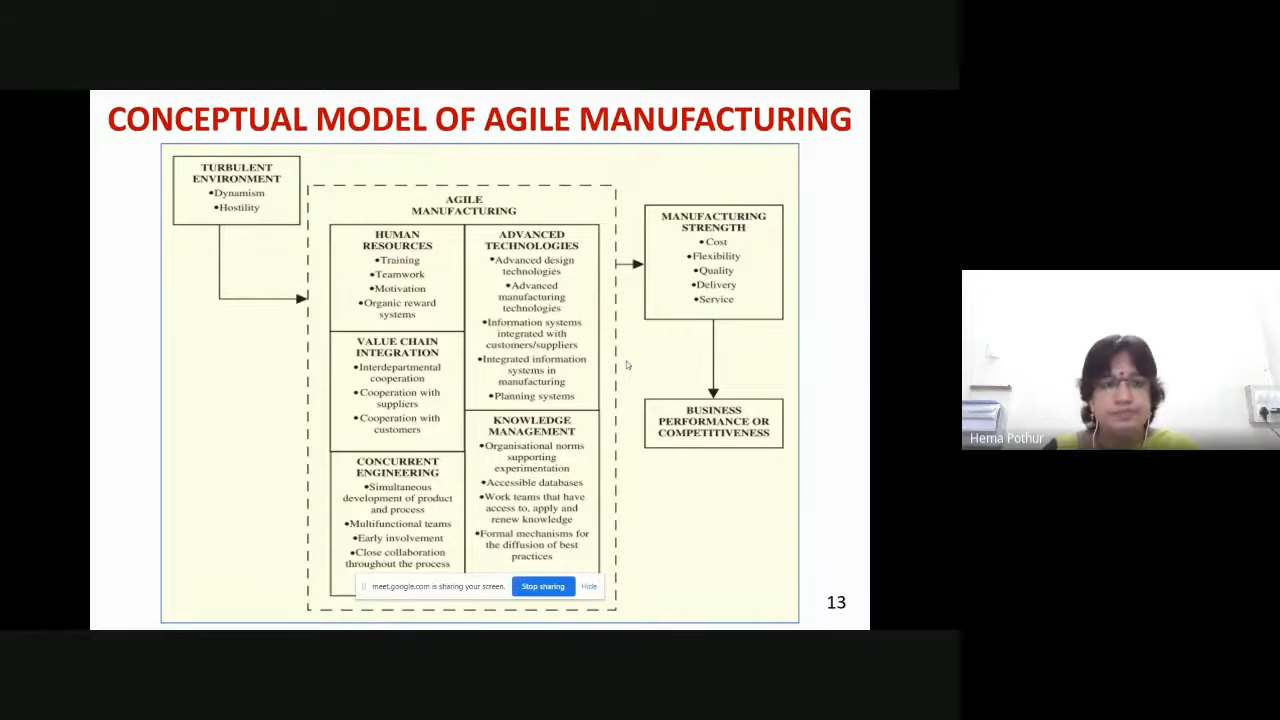 CONCEPTUAL MODEL OF AGILE MANUFACTURING
TURBULENT
ENVIRONMENT
•Dynamism
•Hostility
AGILE
MANUFACTURING
HUMAN
RESOURCES
•Training
•Teamwork
•Motivation
•Organic reward
systems
VALUE CHAIN
INTEGRATION
•Interdepartmental
cooperation
•Cooperation with
suppliers
•Cooperation with
customers
CONCURRENT
ENGINEERING
•Simultaneous
development of product
and process
•Multifunctional teams
•Early involvement
•Close collaboration
throughout the process
ADVANCED
TECHNOLOGIES
•Advanced design
technologies
•Advanced
manufacturing
technologies
•Information systems
integrated with
customers/suppliers
•Integrated information
systems in
manufacturing
•Planning systems
KNOWLEDGE
MANAGEMENT
•Organisational norms
supporting
experimentation
•Accessible databases
•Work teams that have
access to, apply and
renew knowledge
•Formal mechanisms for
the diffusion of best
practices
MANUFACTURING
STRENGTH
•Cost
•Flexibility
•Quality
•Delivery
•Service
BUSINESS
PERFORMANCE OR
COMPETITIVENESS
meet.google.com is sharing your screen. Stop sharing Hide
13
Hema Pothur